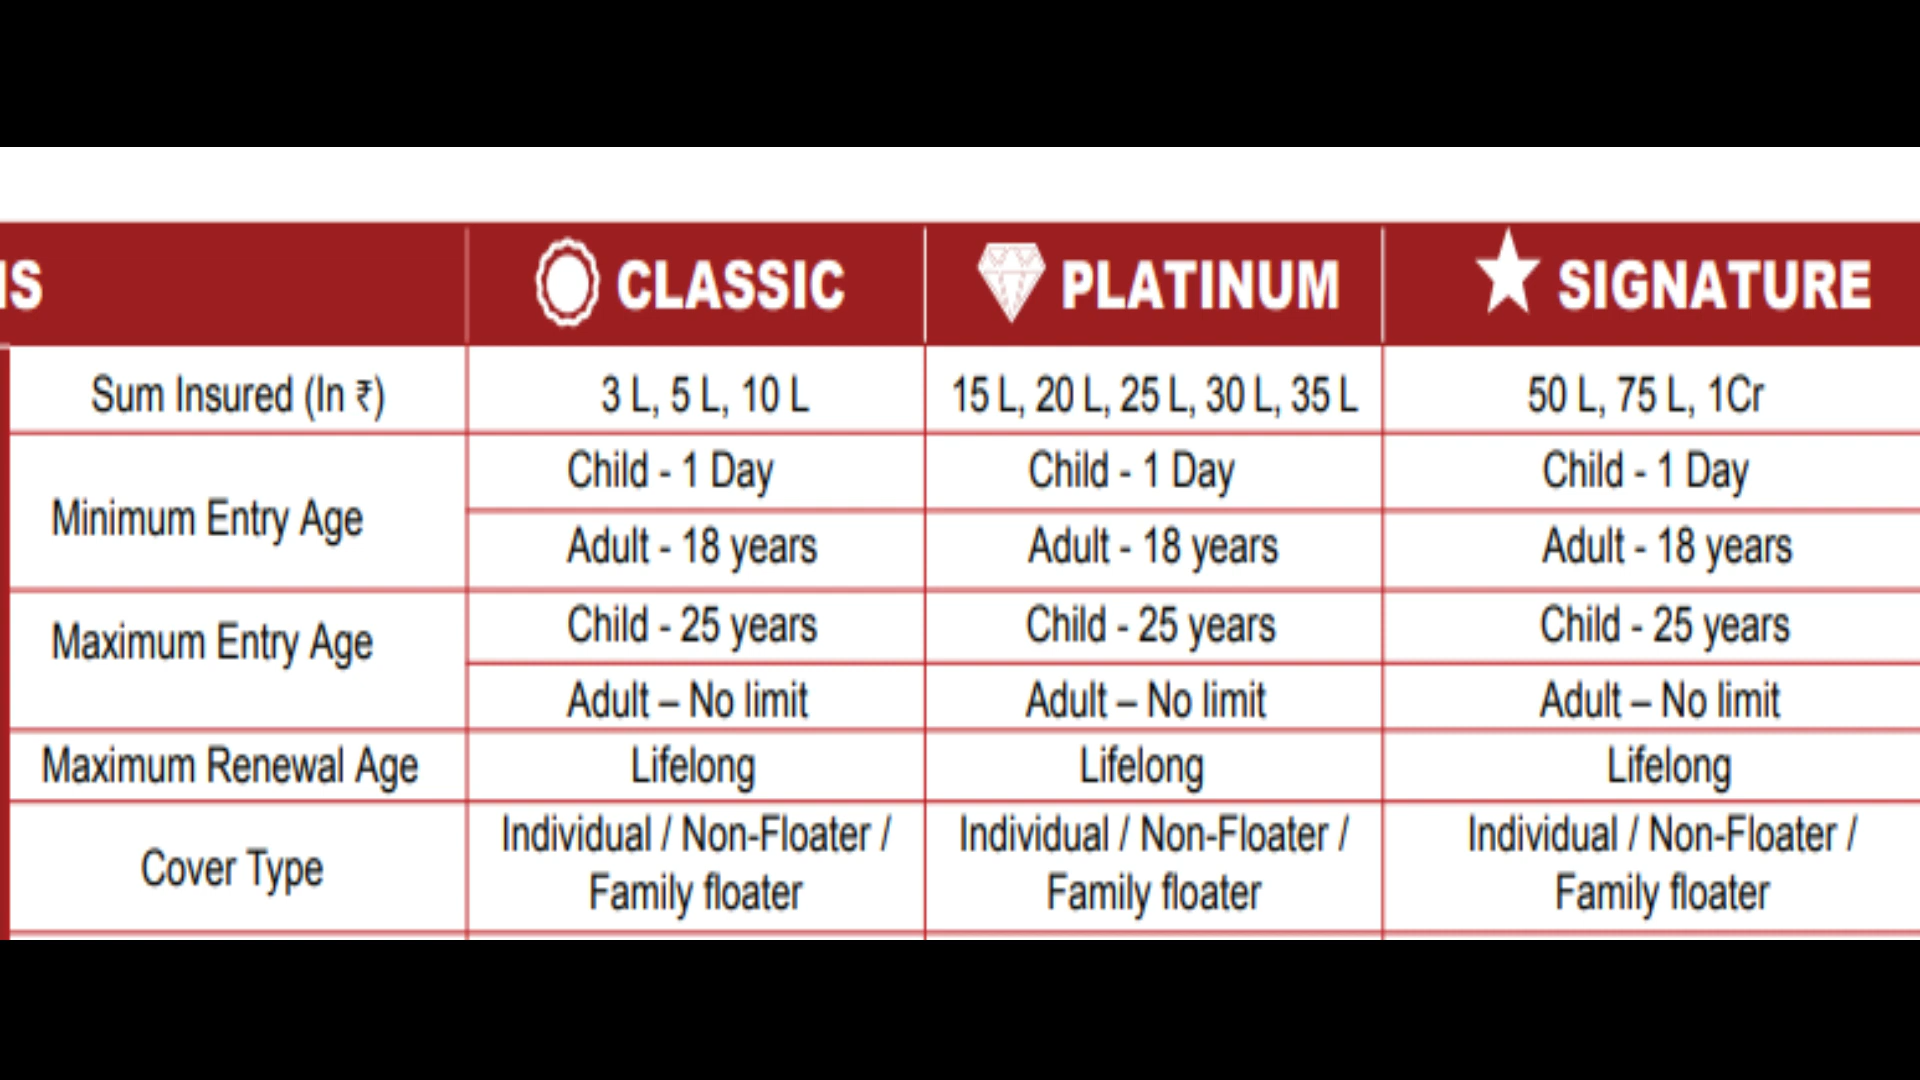 IS CLASSIC PLATINUM SIGNATURE
Sum Insured (In ₹) 3 L, 5 L, 10 L 15 L, 20 L, 25 L, 30 L, 35 L 50 L, 75 L, 1Cr
Minimum Entry Age
Child - 1 Day Child - 1 Day Child - 1 Day
Adult - 18 years Adult - 18 years Adult - 18 years
Maximum Entry Age
Child - 25 years Child - 25 years Child - 25 years
Adult – No limit Adult – No limit Adult – No limit
Maximum Renewal Age Lifelong Lifelong Lifelong
Cover Type
Individual / Non-Floater / Individual / Non-Floater / Individual / Non-Floater /
Family floater Family floater Family floater